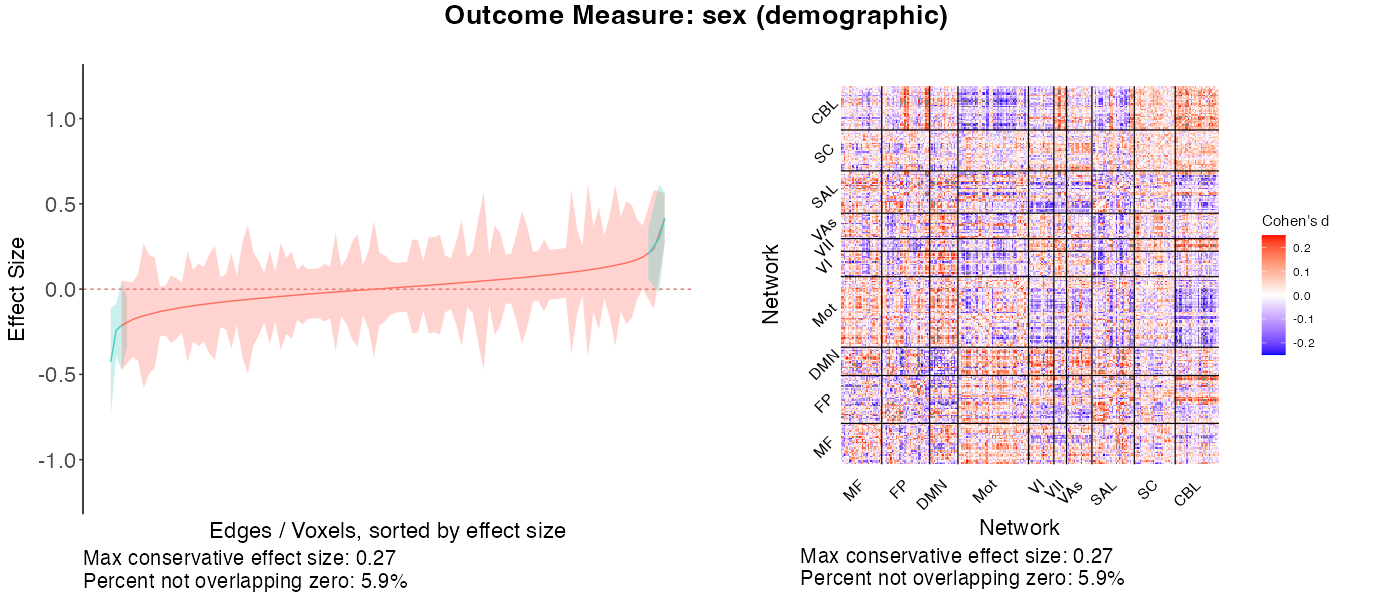 Outcome Measure: sex (demographic)
1.0
0.5
0.0
-0.5
-1.0
Effect Size
Edges / Voxels, sorted by effect size
Max conservative effect size: 0.27
Percent not overlapping zero: 5.9%
CBL
SC
SAL
VAs
VII
VI
Mot
DMN
FP
MF
Network
MF
FP
DMN
Mot
VI
VII
VAs
SAL
SC
CBL
Network
Max conservative effect size: 0.27
Percent not overlapping zero: 5.9%
Cohen's d
0.2
0.1
0.0
-0.1
-0.2